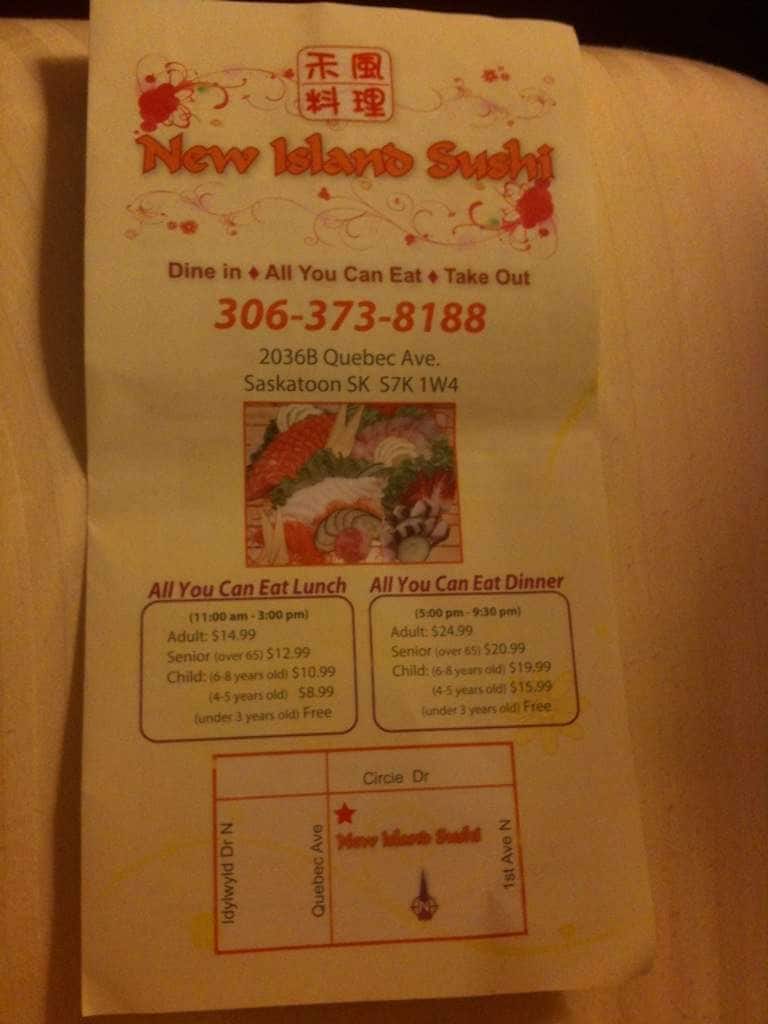 禾風
料理
New Island Sushi
Dine in ♦ All You Can Eat ♦ Take Out
306-373-8188
2036B Quebec Ave.
Saskatoon SK S7K 1W4
All You Can Eat Lunch
(11:00 am - 3:00 pm)
Adult: $14.99
Senior (over 65) $12.99
Child: (6-8 years old) $10.99
(4-5 years old) $8.99
(under 3 years old) Free
All You Can Eat Dinner
(5:00 pm - 9:30 pm)
Adult: $24.99
Senior (over 65) $20.99
Child: (6-8 years old) $19.99
(4-5 years old) $15.99
(under 3 years old) Free
Circle Dr
Idylwyld Dr N
Quebec Ave
New Island Sushi
1st Ave N
N